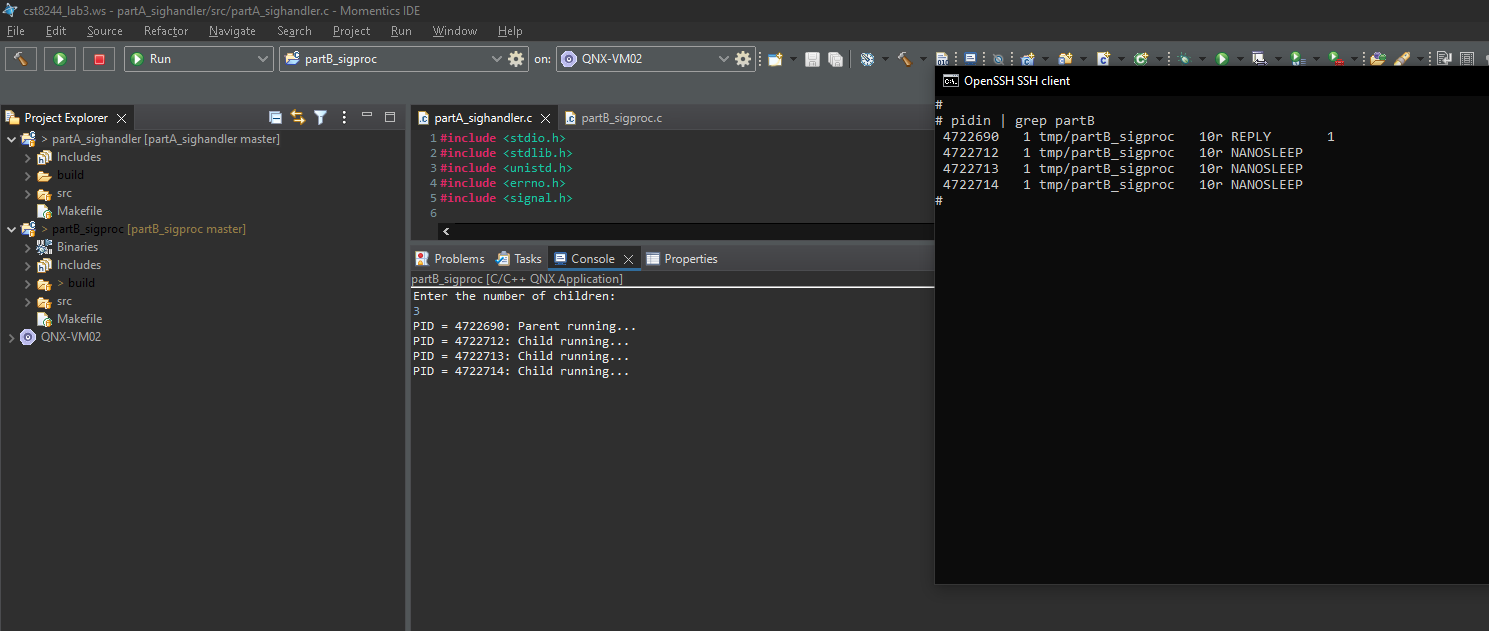 cst8244_lab3.ws - partA_sighandler/src/partA_sighandler.c - Momentics IDE
File Edit Source Refactor Navigate Search Project Run Window Help
Run partB_sigproc on: QNX-VM02
Project Explorer
> partA_sighandler [partA_sighandler master]
Includes
build
src
Makefile
> partB_sigproc [partB_sigproc master]
Binaries
Includes
> build
src
Makefile
QNX-VM02
partA_sighandler.c partB_sigproc.c
1 #include <stdio.h>
2 #include <stdlib.h>
3 #include <unistd.h>
4 #include <errno.h>
5 #include <signal.h>
6
Problems Tasks Console Properties
partB_sigproc [C/C++ QNX Application]
Enter the number of children:
3
PID = 4722690: Parent running...
PID = 4722712: Child running...
PID = 4722713: Child running...
PID = 4722714: Child running...
OpenSSH SSH client
#
# pidin | grep partB
4722690 1 tmp/partB_sigproc 10r REPLY 1
4722712 1 tmp/partB_sigproc 10r NANOSLEEP
4722713 1 tmp/partB_sigproc 10r NANOSLEEP
4722714 1 tmp/partB_sigproc 10r NANOSLEEP
#